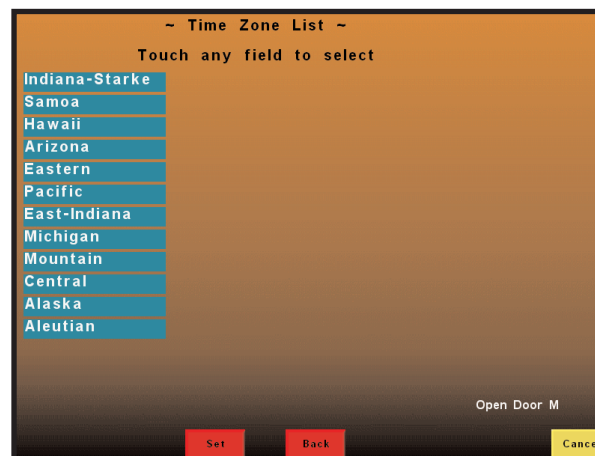 ~ Time Zone List ~
Touch any field to select
Indiana-Starke
Samoa
Hawaii
Arizona
Eastern
Pacific
East-Indiana
Michigan
Mountain
Central
Alaska
Aleutian
Open Door M
Set Back Cance